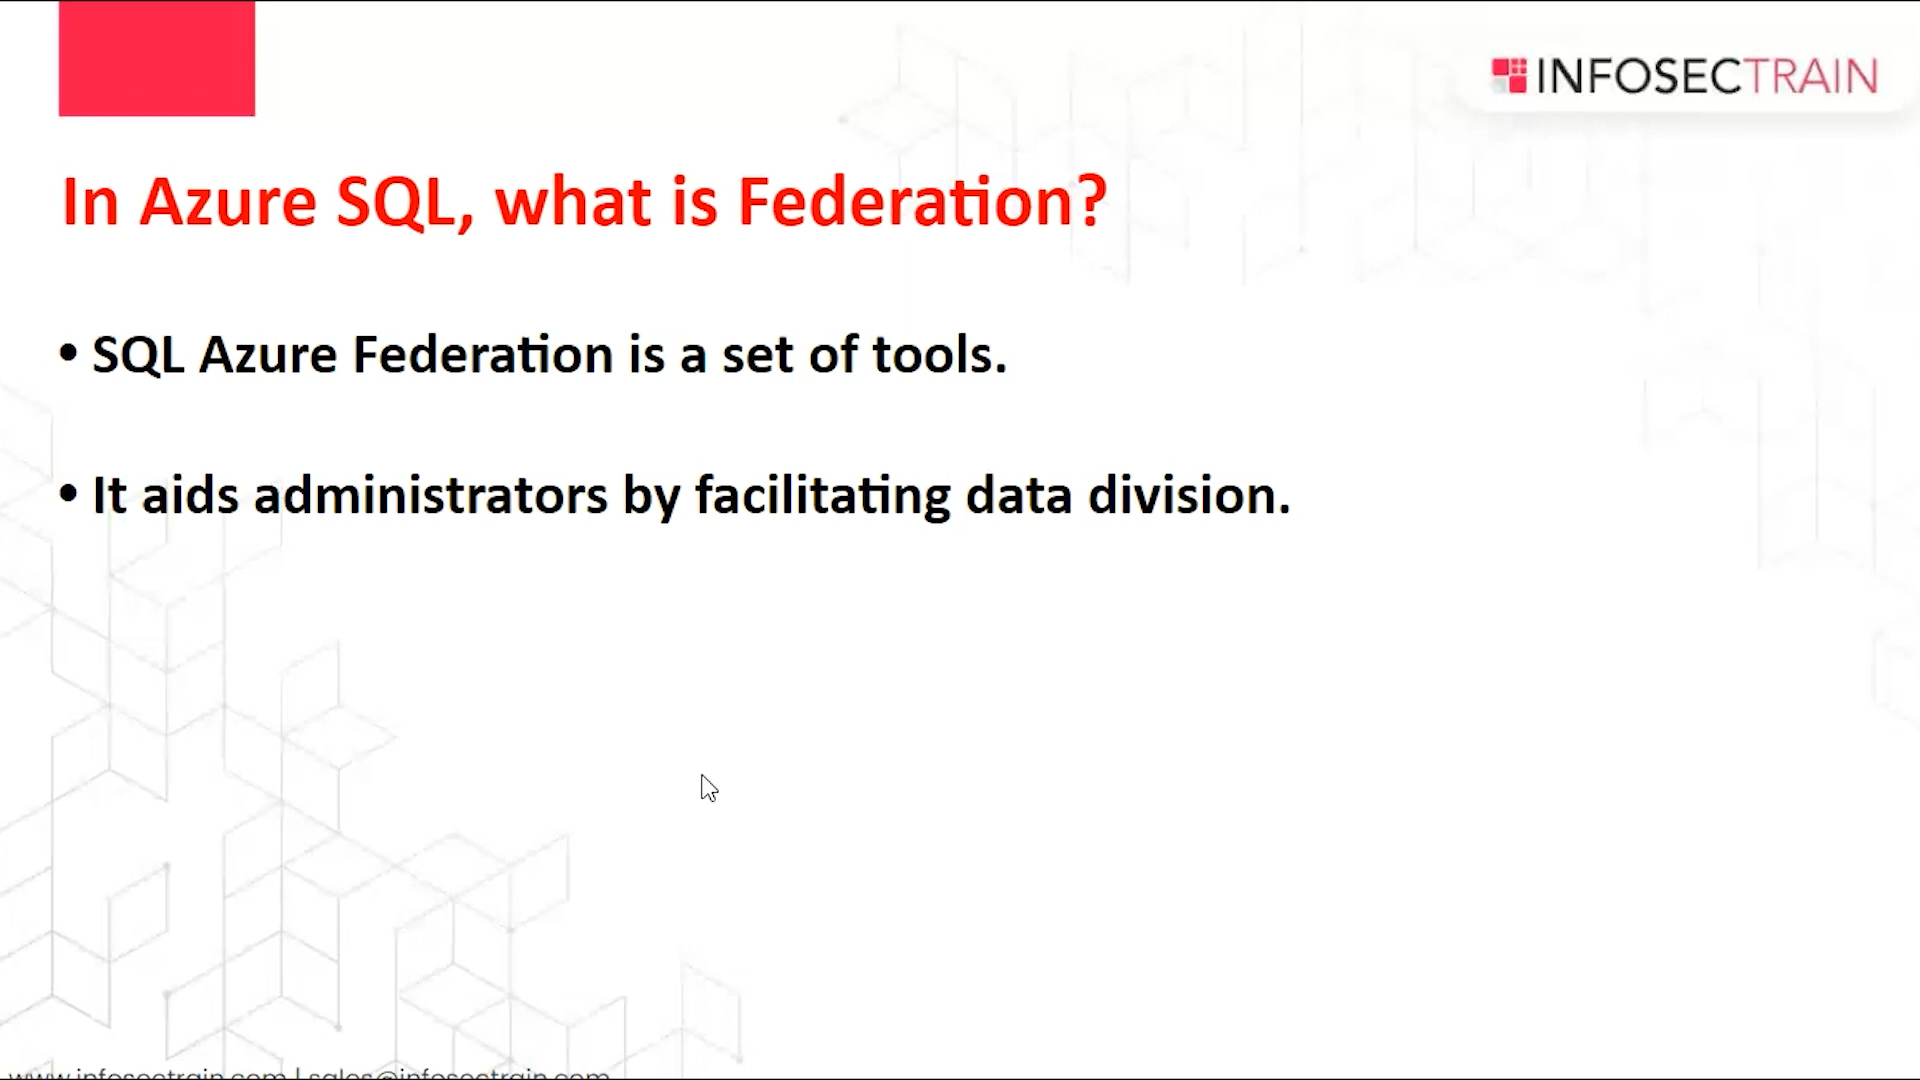 INFOSECTRAIN
In Azure SQL, what is Federation?
• SQL Azure Federation is a set of tools.
• It aids administrators by facilitating data division.
www.infosectrain.com | sales@infosectrain.com